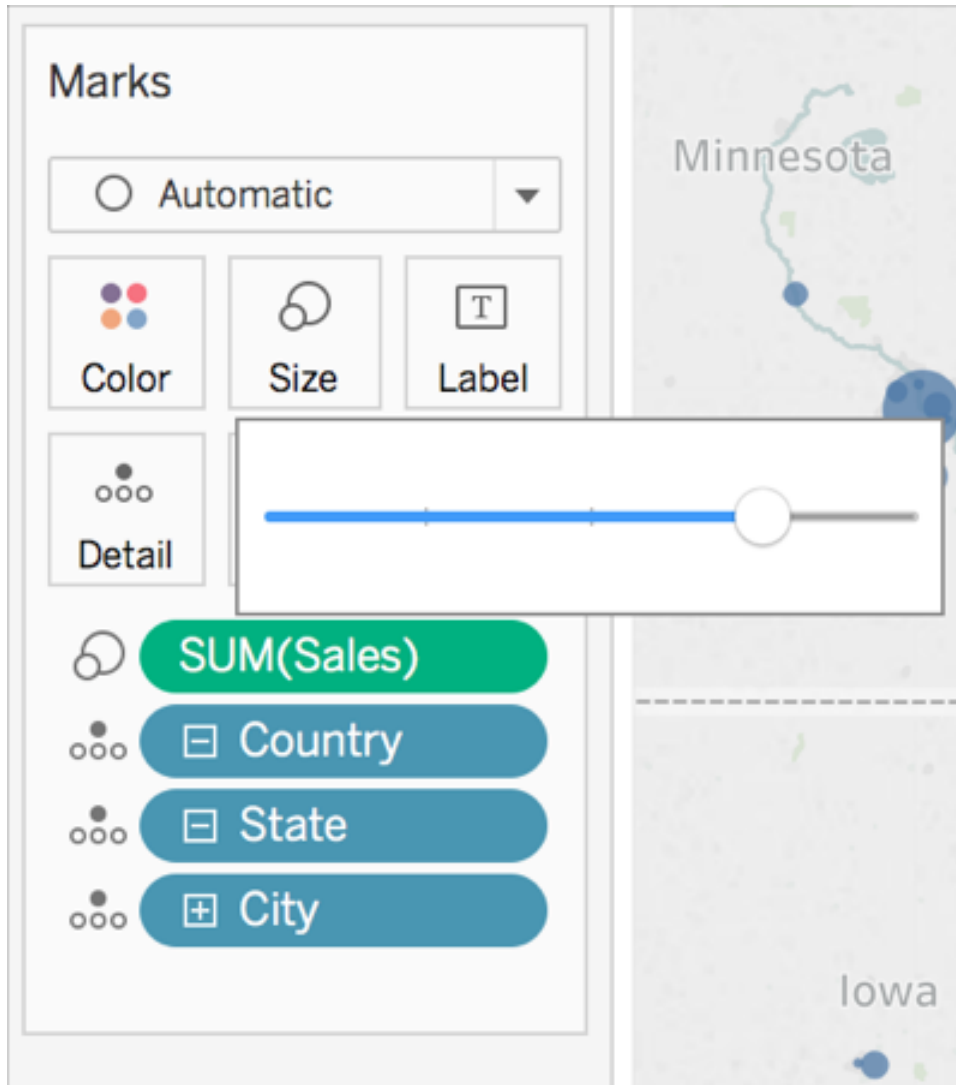 Marks
Minnesota
Automatic
Color Size Label
T
Detail
SUM(Sales)
Country
State
City
Iowa